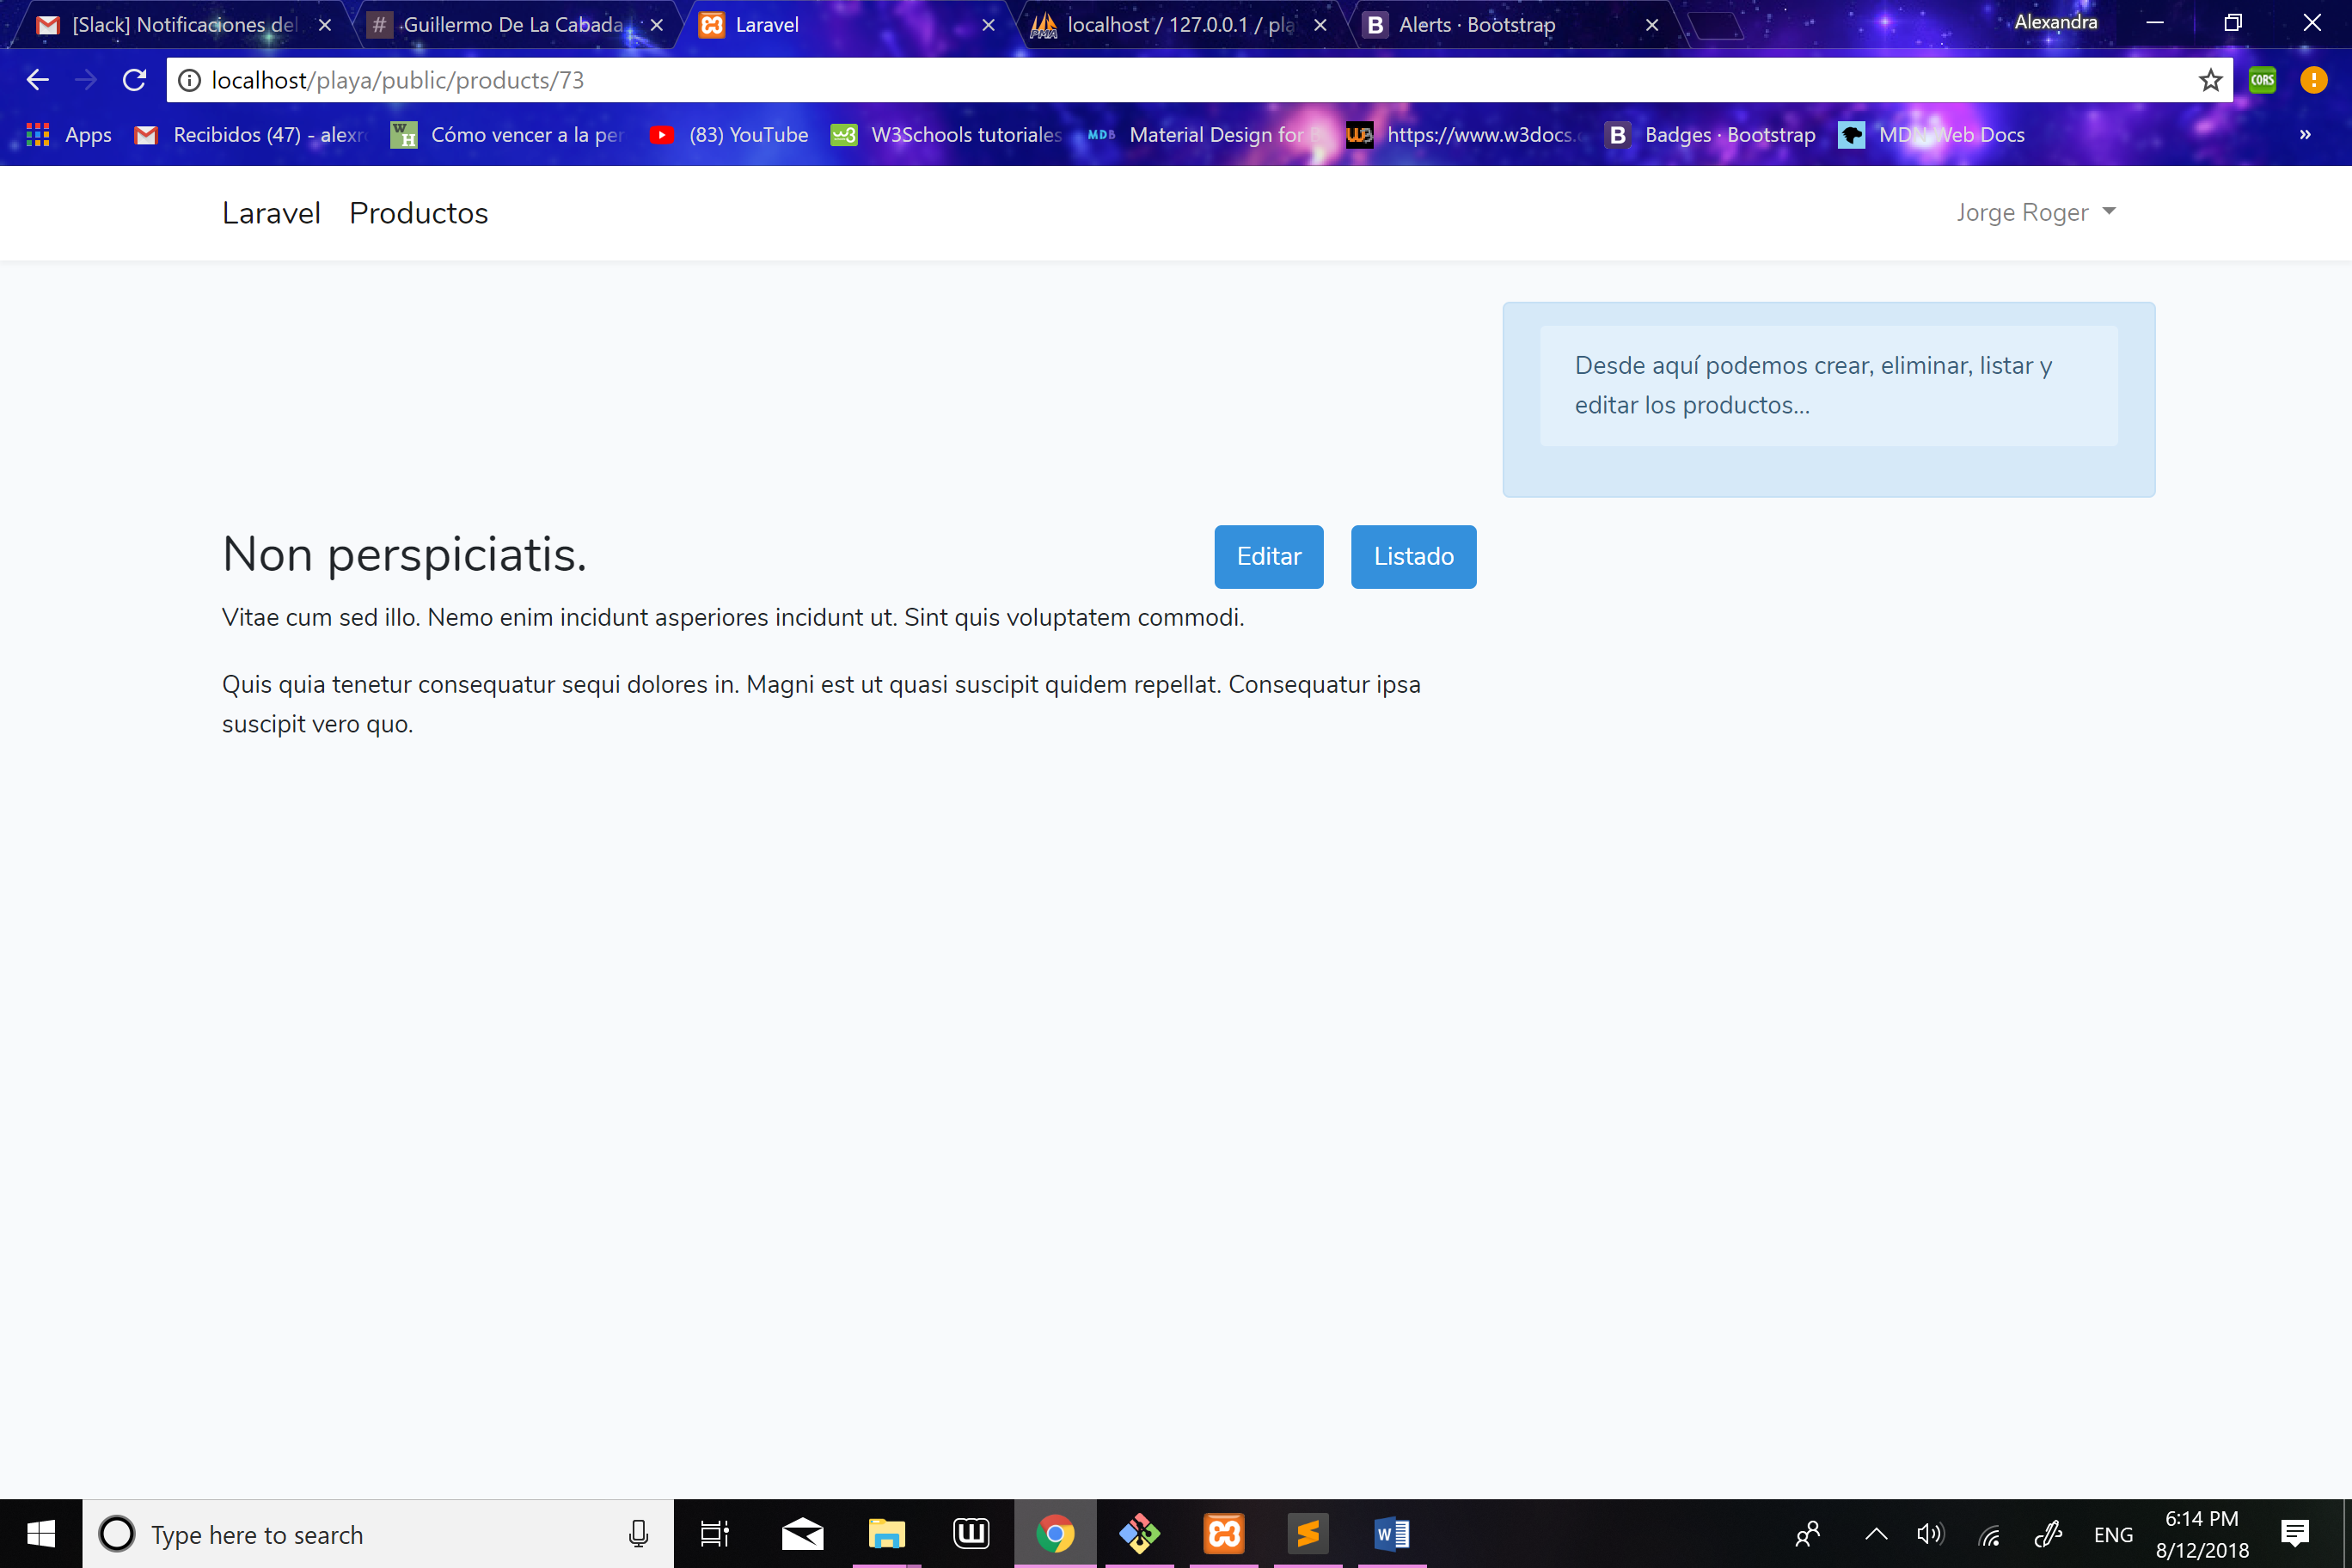 [Slack] Notificaciones del
# Guillermo De La Cabada
Laravel
localhost / 127.0.0.1 / pla
B Alerts · Bootstrap
Alexandra
localhost/playa/public/products/73
CORS
Apps
Recibidos (47) - alexr
WH Cómo vencer a la per
(83) YouTube
W3Schools tutoriales
MDB Material Design for B
https://www.w3docs.c
B Badges · Bootstrap
MDN Web Docs
»
Laravel Productos
Jorge Roger
Desde aquí podemos crear, eliminar, listar y
editar los productos...
Non perspiciatis.
Editar Listado
Vitae cum sed illo. Nemo enim incidunt asperiores incidunt ut. Sint quis voluptatem commodi.
Quis quia tenetur consequatur sequi dolores in. Magni est ut quasi suscipit quidem repellat. Consequatur ipsa
suscipit vero quo.
Type here to search
ENG
6:14 PM
8/12/2018